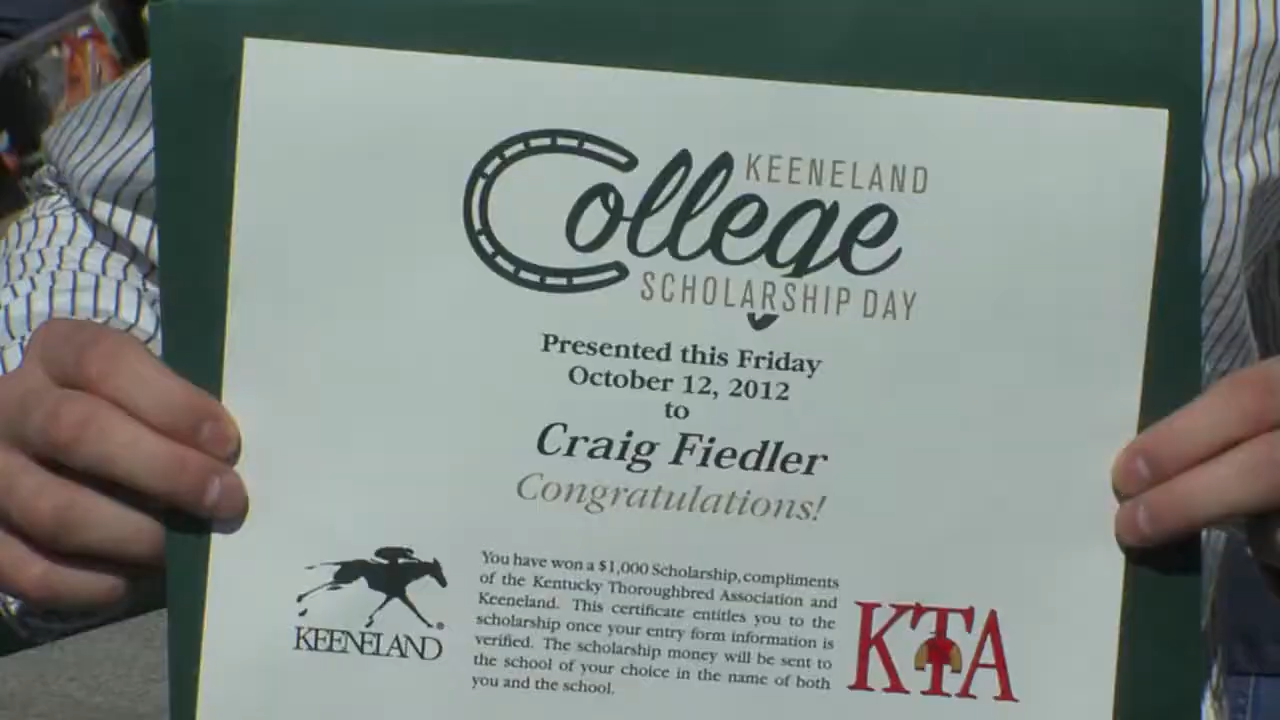 KEENELAND
College
SCHOLARSHIP DAY
Presented this Friday
October 12, 2012
to
Craig Fiedler
Congratulations!
You have won a $1,000 Scholarship, compliments
of the Kentucky Thoroughbred Association and
Keeneland. This certificate entitles you to the
scholarship once your entry form information is
verified. The scholarship money will be sent to
the school of your choice in the name of both
you and the school.
KEENELAND
KTA